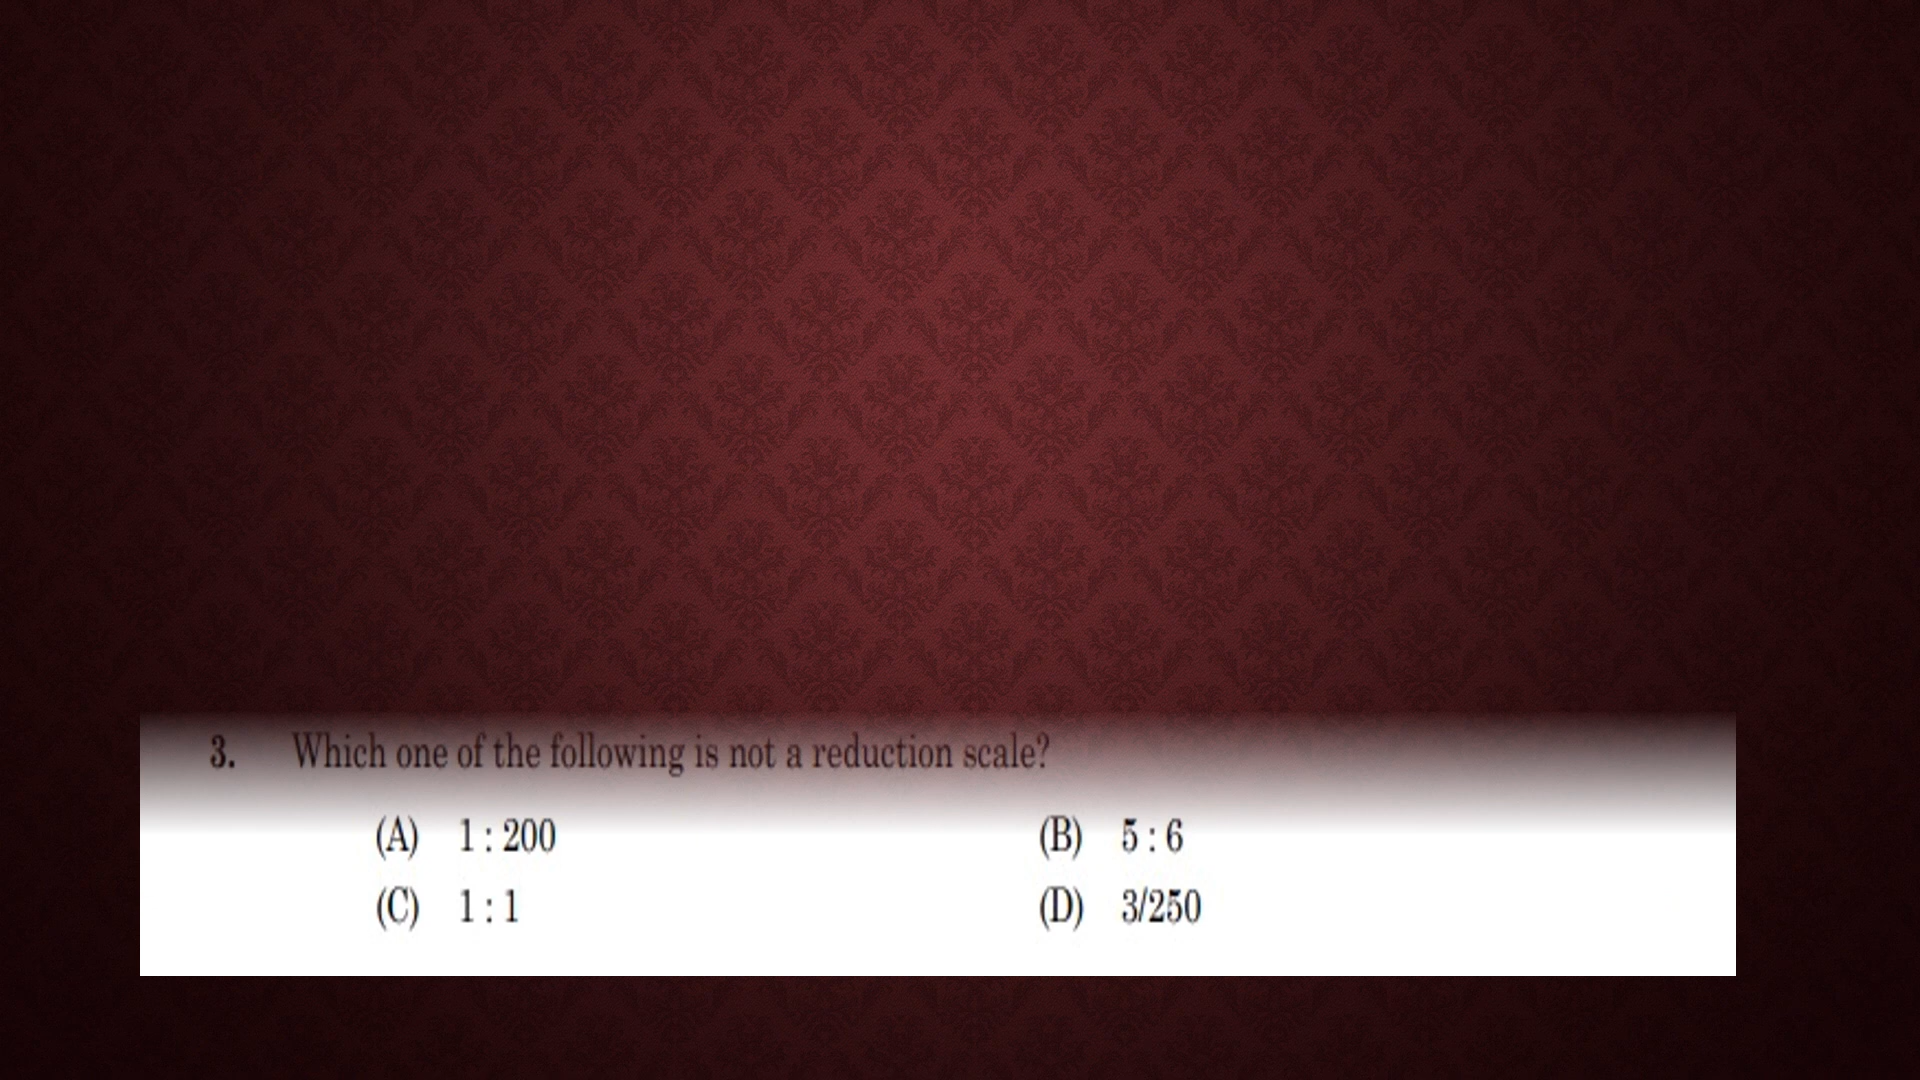 3. Which one of the following is not a reduction scale?
(A) 1 : 200 (B) 5 : 6
(C) 1 : 1 (D) 3/250